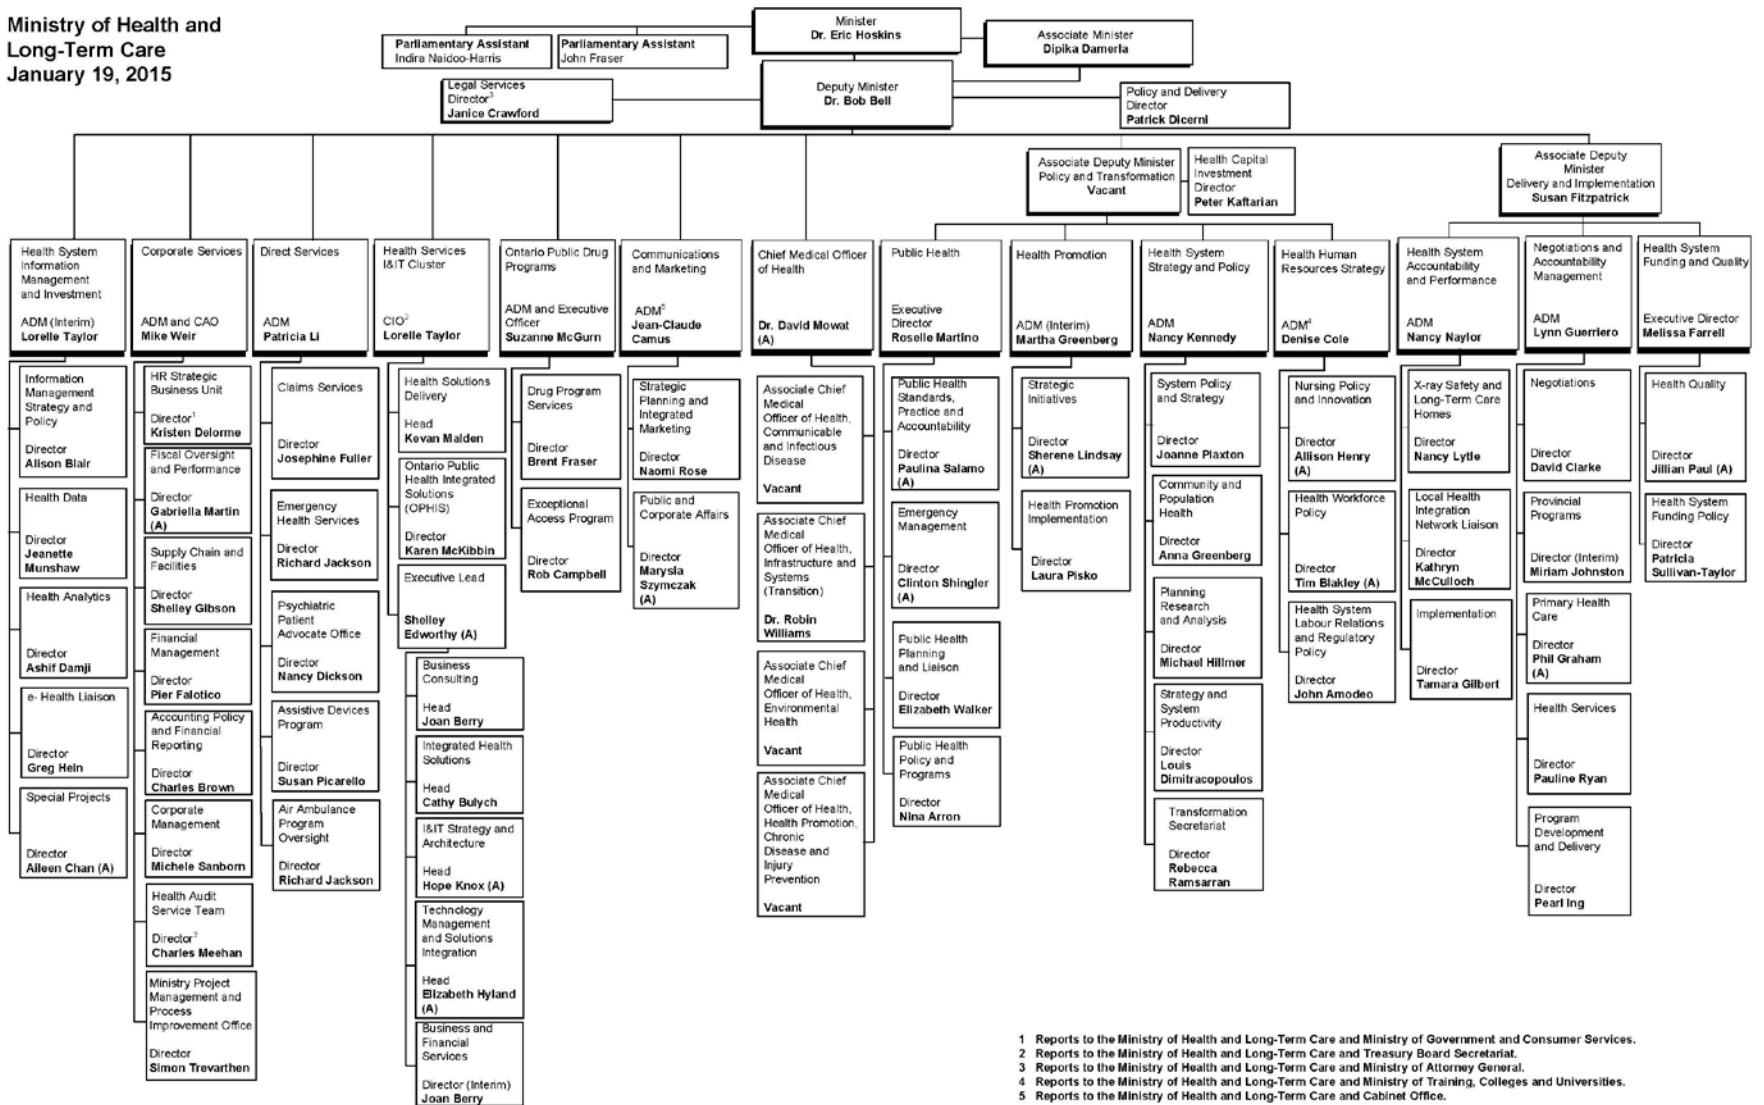 Ministry of Health and
Long-Term Care
January 19, 2015
Minister
Dr. Eric Hoskins
Parliamentary Assistant
Indira Naidoo-Harris
Parliamentary Assistant
John Fraser
Associate Minister
Dipika Damerla
Legal Services
Director3
Janice Crawford
Deputy Minister
Dr. Bob Bell
Policy and Delivery
Director
Patrick Dicerni
Associate Deputy Minister
Policy and Transformation
Vacant
Health Capital
Investment
Director
Peter Kaftarian
Associate Deputy
Minister
Delivery and Implementation
Susan Fitzpatrick
Health System
Information
Management
and Investment
ADM (Interim)
Lorelle Taylor
Corporate Services
ADM and CAO
Mike Weir
Direct Services
ADM
Patricia Li
Health Services
I&IT Cluster
CIO2
Lorelle Taylor
Ontario Public Drug
Programs
ADM and Executive
Officer
Suzanne McGurn
Communications
and Marketing
ADM5
Jean-Claude
Camus
Chief Medical Officer
of Health
Dr. David Mowat
(A)
Public Health
Executive
Director
Roselle Martino
Health Promotion
ADM (Interim)
Martha Greenberg
Health System
Strategy and Policy
ADM
Nancy Kennedy
Health Human
Resources Strategy
ADM4
Denise Cole
Health System
Accountability
and Performance
ADM
Nancy Naylor
Negotiations and
Accountability
Management
ADM
Lynn Guerriero
Health System
Funding and Quality
Executive Director
Melissa Farrell
Information
Management
Strategy and
Policy
Director
Alison Blair
Health Data
Director
Jeanette
Munshaw
Health Analytics
Director
Ashif Damji
e- Health Liaison
Director
Greg Hein
Special Projects
Director
Aileen Chan (A)
HR Strategic
Business Unit
Director1
Kristen Delorme
Fiscal Oversight
and Performance
Director
Gabriella Martin
(A)
Supply Chain and
Facilities
Director
Shelley Gibson
Financial
Management
Director
Pier Falotico
Accounting Policy
and Financial
Reporting
Director
Charles Brown
Corporate
Management
Director
Michele Sanborn
Health Audit
Service Team
Director2
Charles Meehan
Ministry Project
Management and
Process
Improvement Office
Director
Simon Trevarthen
Claims Services
Director
Josephine Fuller
Emergency
Health Services
Director
Richard Jackson
Psychiatric
Patient
Advocate Office
Director
Nancy Dickson
Assistive Devices
Program
Director
Susan Picarello
Air Ambulance
Program
Oversight
Director
Richard Jackson
Health Solutions
Delivery
Head
Kevan Malden
Ontario Public
Health Integrated
Solutions
(OPHIS)
Director
Karen McKibbin
Executive Lead
Shelley
Edworthy (A)
Business
Consulting
Head
Joan Berry
Integrated Health
Solutions
Head
Cathy Bulych
I&IT Strategy and
Architecture
Head
Hope Knox (A)
Technology
Management
and Solutions
Integration
Head
Elizabeth Hyland
(A)
Business and
Financial
Services
Director (Interim)
Joan Berry
Drug Program
Services
Director
Brent Fraser
Exceptional
Access Program
Director
Rob Campbell
Strategic
Planning and
Integrated
Marketing
Director
Naomi Rose
Public and
Corporate Affairs
Director
Marysia
Szymczak
(A)
Associate Chief
Medical
Officer of Health,
Communicable
and Infectious
Disease
Vacant
Associate Chief
Medical
Officer of Health,
Infrastructure and
Systems
(Transition)
Dr. Robin
Williams
Associate Chief
Medical
Officer of Health,
Environmental
Health
Vacant
Associate Chief
Medical
Officer of Health,
Health Promotion,
Chronic
Disease and
Injury
Prevention
Vacant
Public Health
Standards,
Practice and
Accountability
Director
Paulina Salamo
(A)
Emergency
Management
Director
Clinton Shingler
(A)
Public Health
Planning
and Liaison
Director
Elizabeth Walker
Public Health
Policy and
Programs
Director
Nina Arron
Strategic
Initiatives
Director
Sherene Lindsay
(A)
Health Promotion
Implementation
Director
Laura Pisko
System Policy
and Strategy
Director
Joanne Plaxton
Community and
Population
Health
Director
Anna Greenberg
Planning
Research
and Analysis
Director
Michael Hillmer
Strategy and
System
Productivity
Director
Louis
Dimitracopoulos
Transformation
Secretariat
Director
Rebecca
Ramsarran
Nursing Policy
and Innovation
Director
Allison Henry
(A)
Health Workforce
Policy
Director
Tim Blakley (A)
Health System
Labour Relations
and Regulatory
Policy
Director
John Amodeo
X-ray Safety and
Long-Term Care
Homes
Director
Nancy Lytle
Local Health
Integration
Network Liaison
Director
Kathryn
McCulloch
Implementation
Director
Tamara Gilbert
Negotiations
Director
David Clarke
Provincial
Programs
Director (Interim)
Miriam Johnston
Primary Health
Care
Director
Phil Graham
(A)
Health Services
Director
Pauline Ryan
Program
Development
and Delivery
Director
Pearl Ing
Health Quality
Director
Jillian Paul (A)
Health System
Funding Policy
Director
Patricia
Sullivan-Taylor
1 Reports to the Ministry of Health and Long-Term Care and Ministry of Government and Consumer Services.
2 Reports to the Ministry of Health and Long-Term Care and Treasury Board Secretariat.
3 Reports to the Ministry of Health and Long-Term Care and Ministry of Attorney General.
4 Reports to the Ministry of Health and Long-Term Care and Ministry of Training, Colleges and Universities.
5 Reports to the Ministry of Health and Long-Term Care and Cabinet Office.